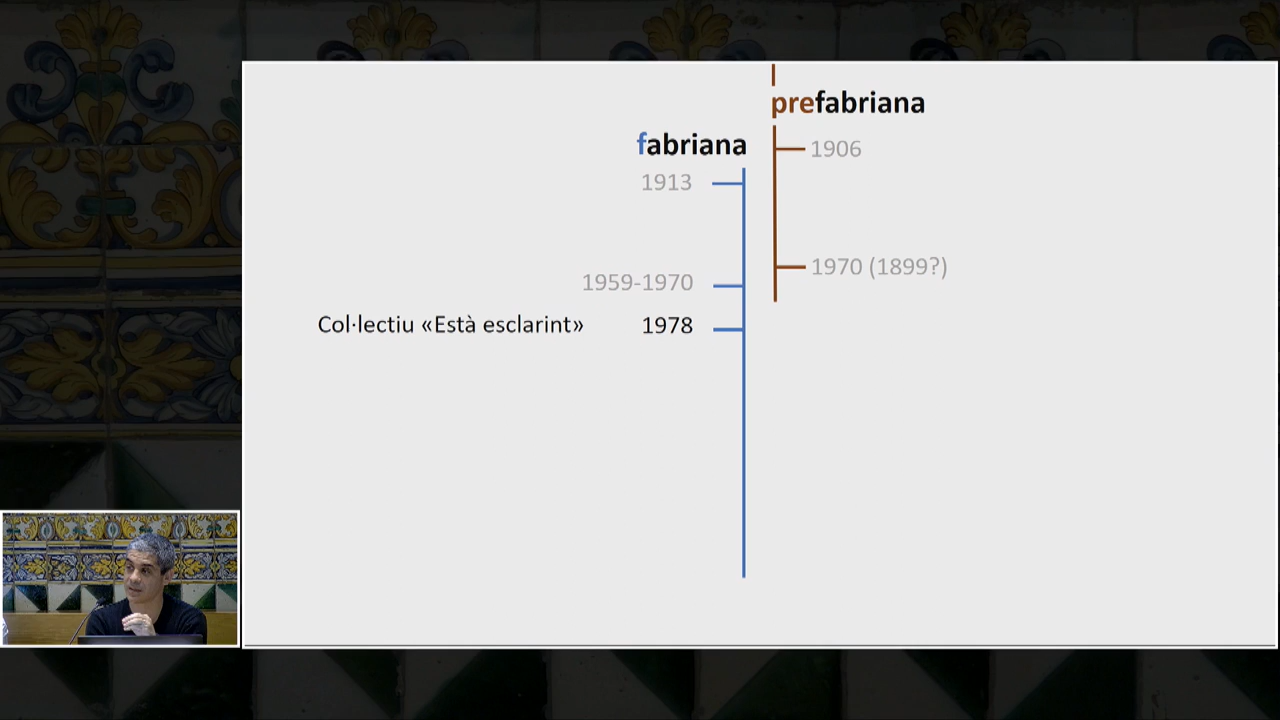 prefabriana
fabriana
1906
1913
1970 (1899?)
1959-1970
Col·lectiu «Està esclarint» 1978